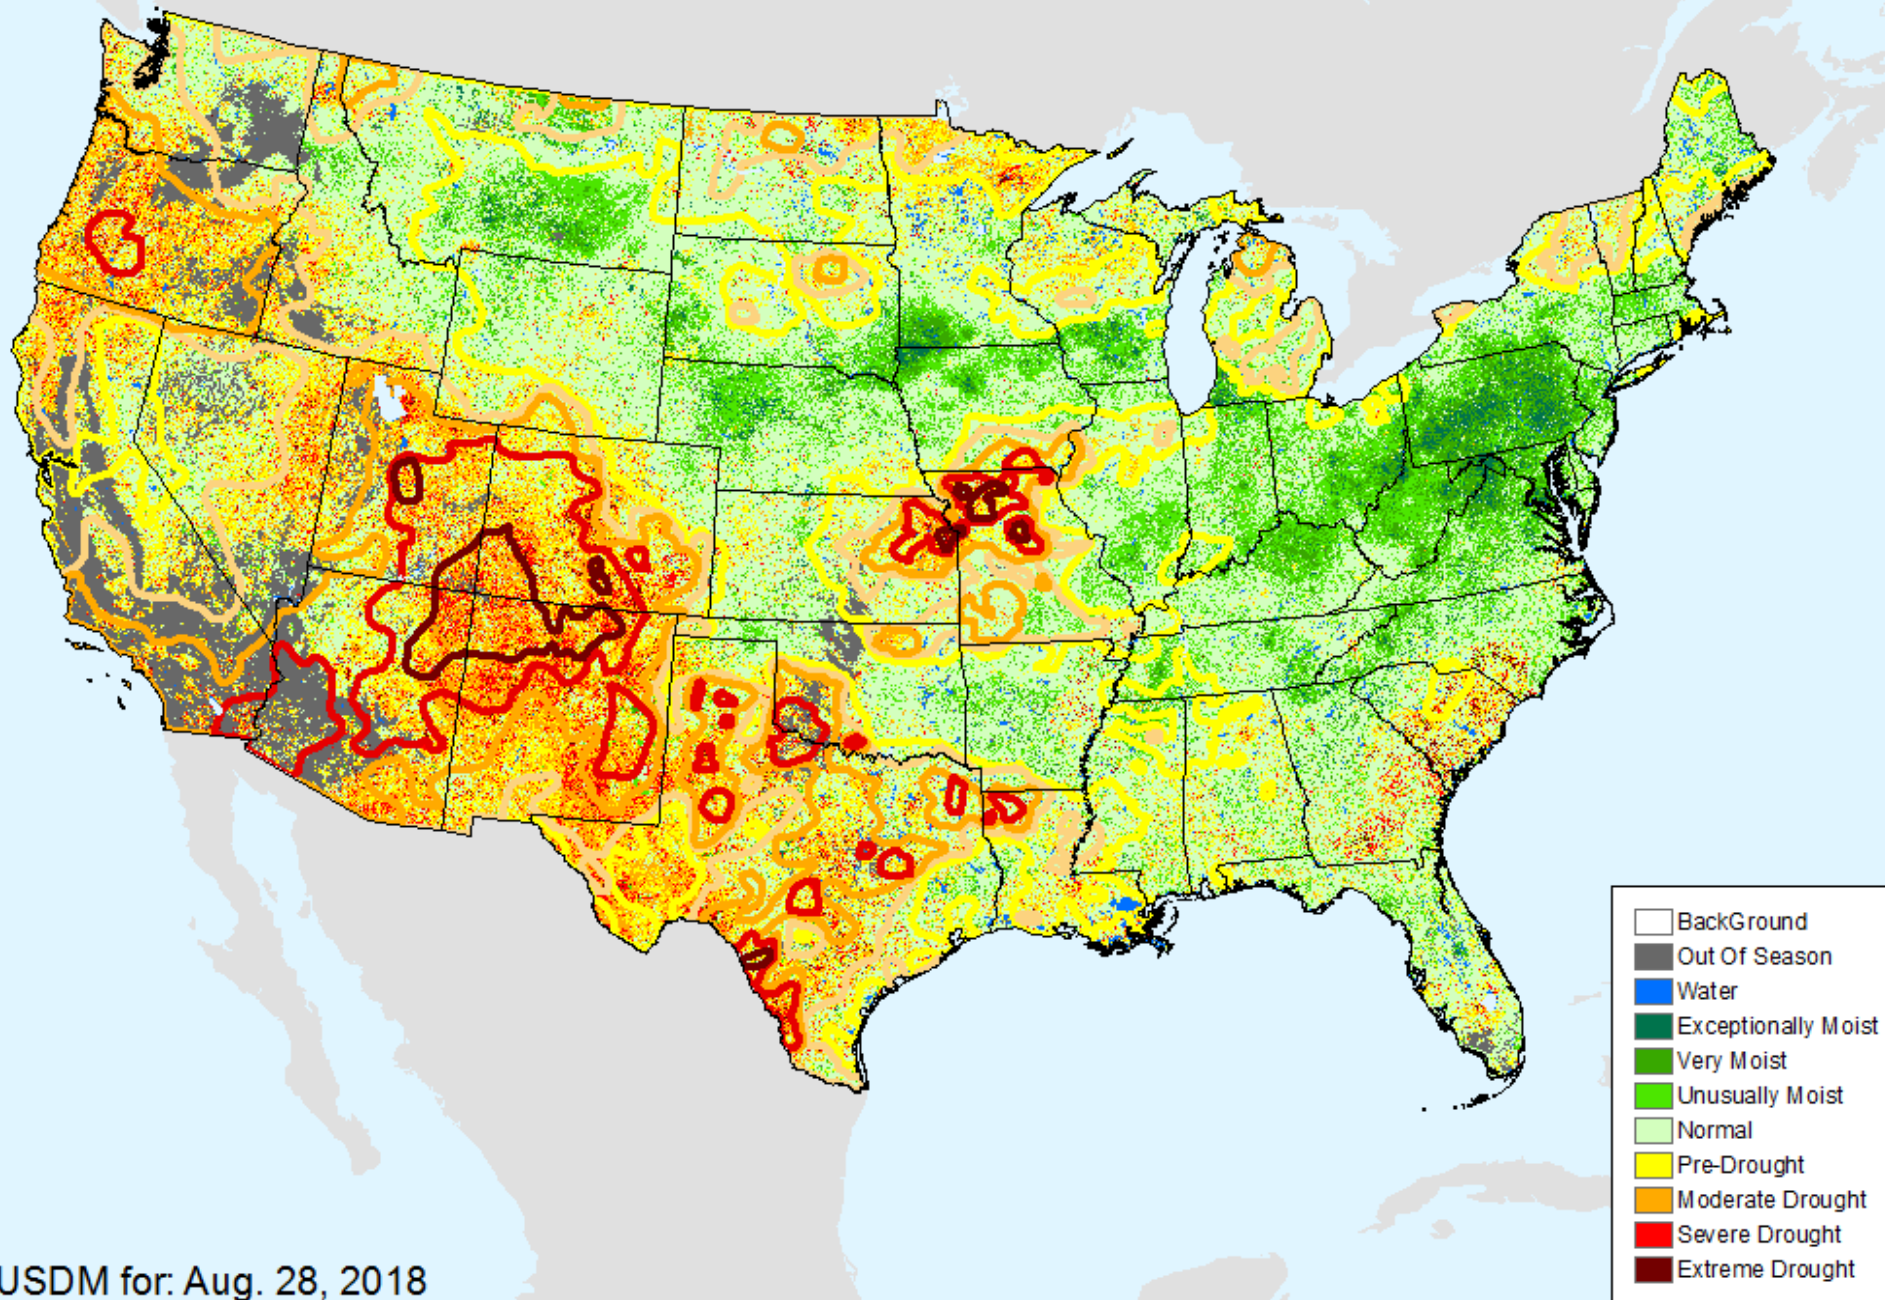 BackGround
Out Of Season
Water
Exceptionally Moist
Very Moist
Unusually Moist
Normal
Pre-Drought
Moderate Drought
Severe Drought
Extreme Drought
USDM for: Aug. 28, 2018